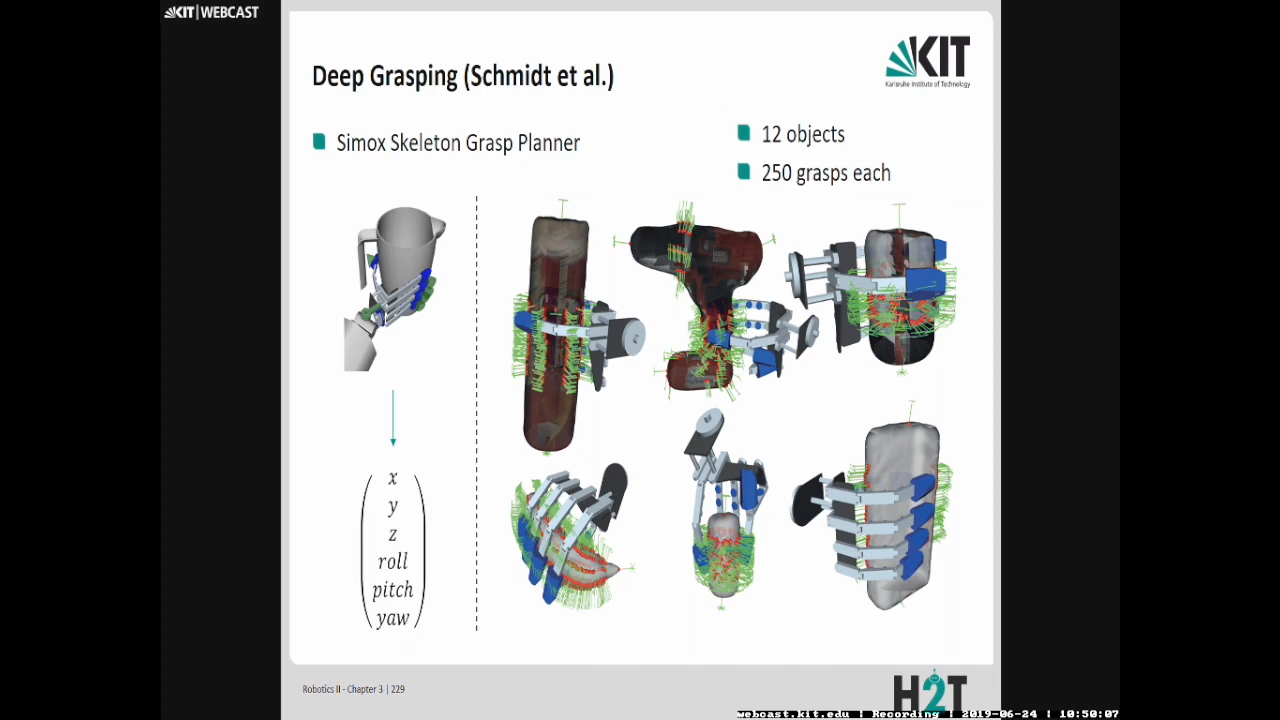 KIT | WEBCAST
Deep Grasping (Schmidt et al.)
KIT
Karlsruhe Institute of Technology
Simox Skeleton Grasp Planner
12 objects
250 grasps each
x
y
z
roll
pitch
yaw
Robotics II - Chapter 3 | 229
H2T
webcast.kit.edu | Recording | 2019-06-24 | 10:50:07